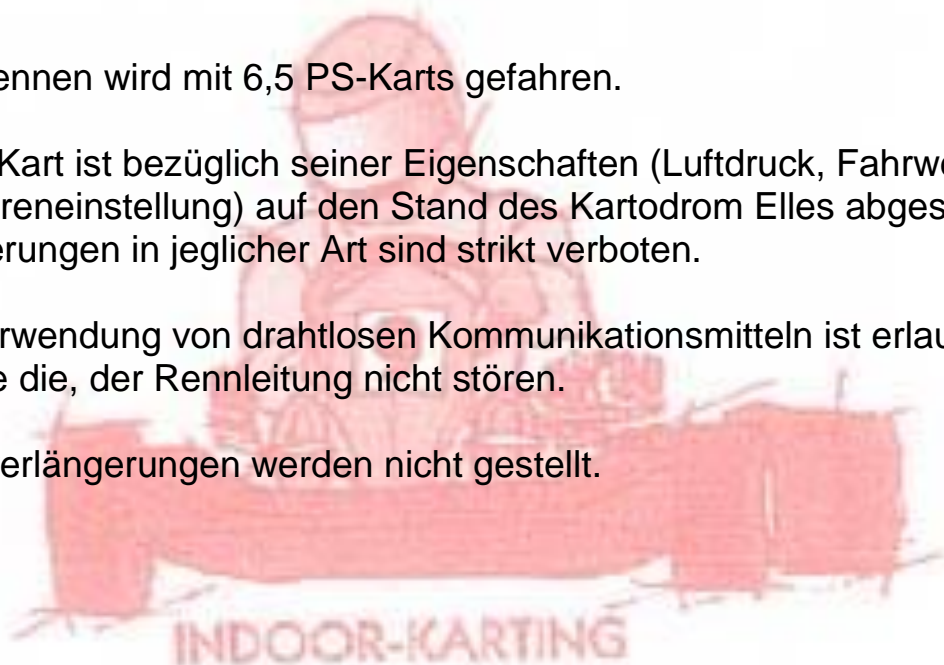 ennen wird mit 6,5 PS-Karts gefahren.
Kart ist bezüglich seiner Eigenschaften (Luftdruck, Fahrwe
reneinstellung) auf den Stand des Kartodrom Elles abges
erungen in jeglicher Art sind strikt verboten.
rwendung von drahtlosen Kommunikationsmitteln ist erlau
e die, der Rennleitung nicht stören.
erlängerungen werden nicht gestellt.
INDOOR-KARTING